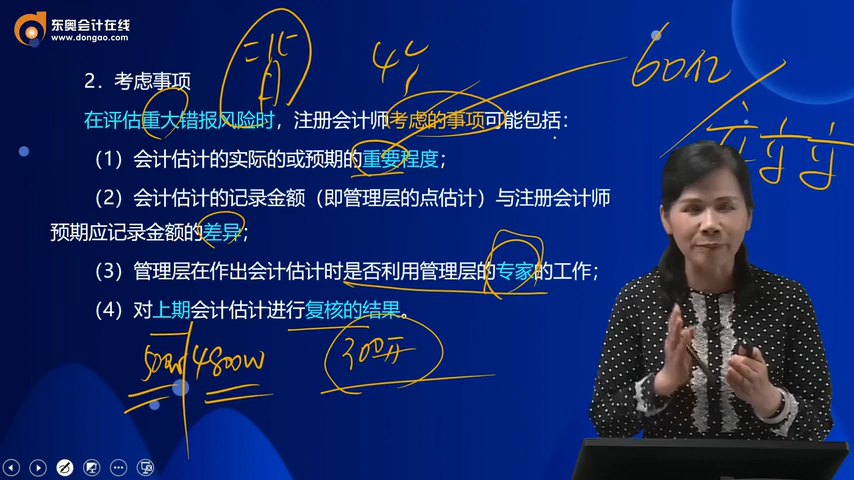 东奥会计在线
www.dongao.com
2．考虑事项
在评估重大错报风险时，注册会计师考虑的事项可能包括：
（1）会计估计的实际的或预期的重要程度；
（2）会计估计的记录金额（即管理层的点估计）与注册会计师
预期应记录金额的差异；
（3）管理层在作出会计估计时是否利用管理层的专家的工作；
（4）对上期会计估计进行复核的结果。
60亿
4800W
300万